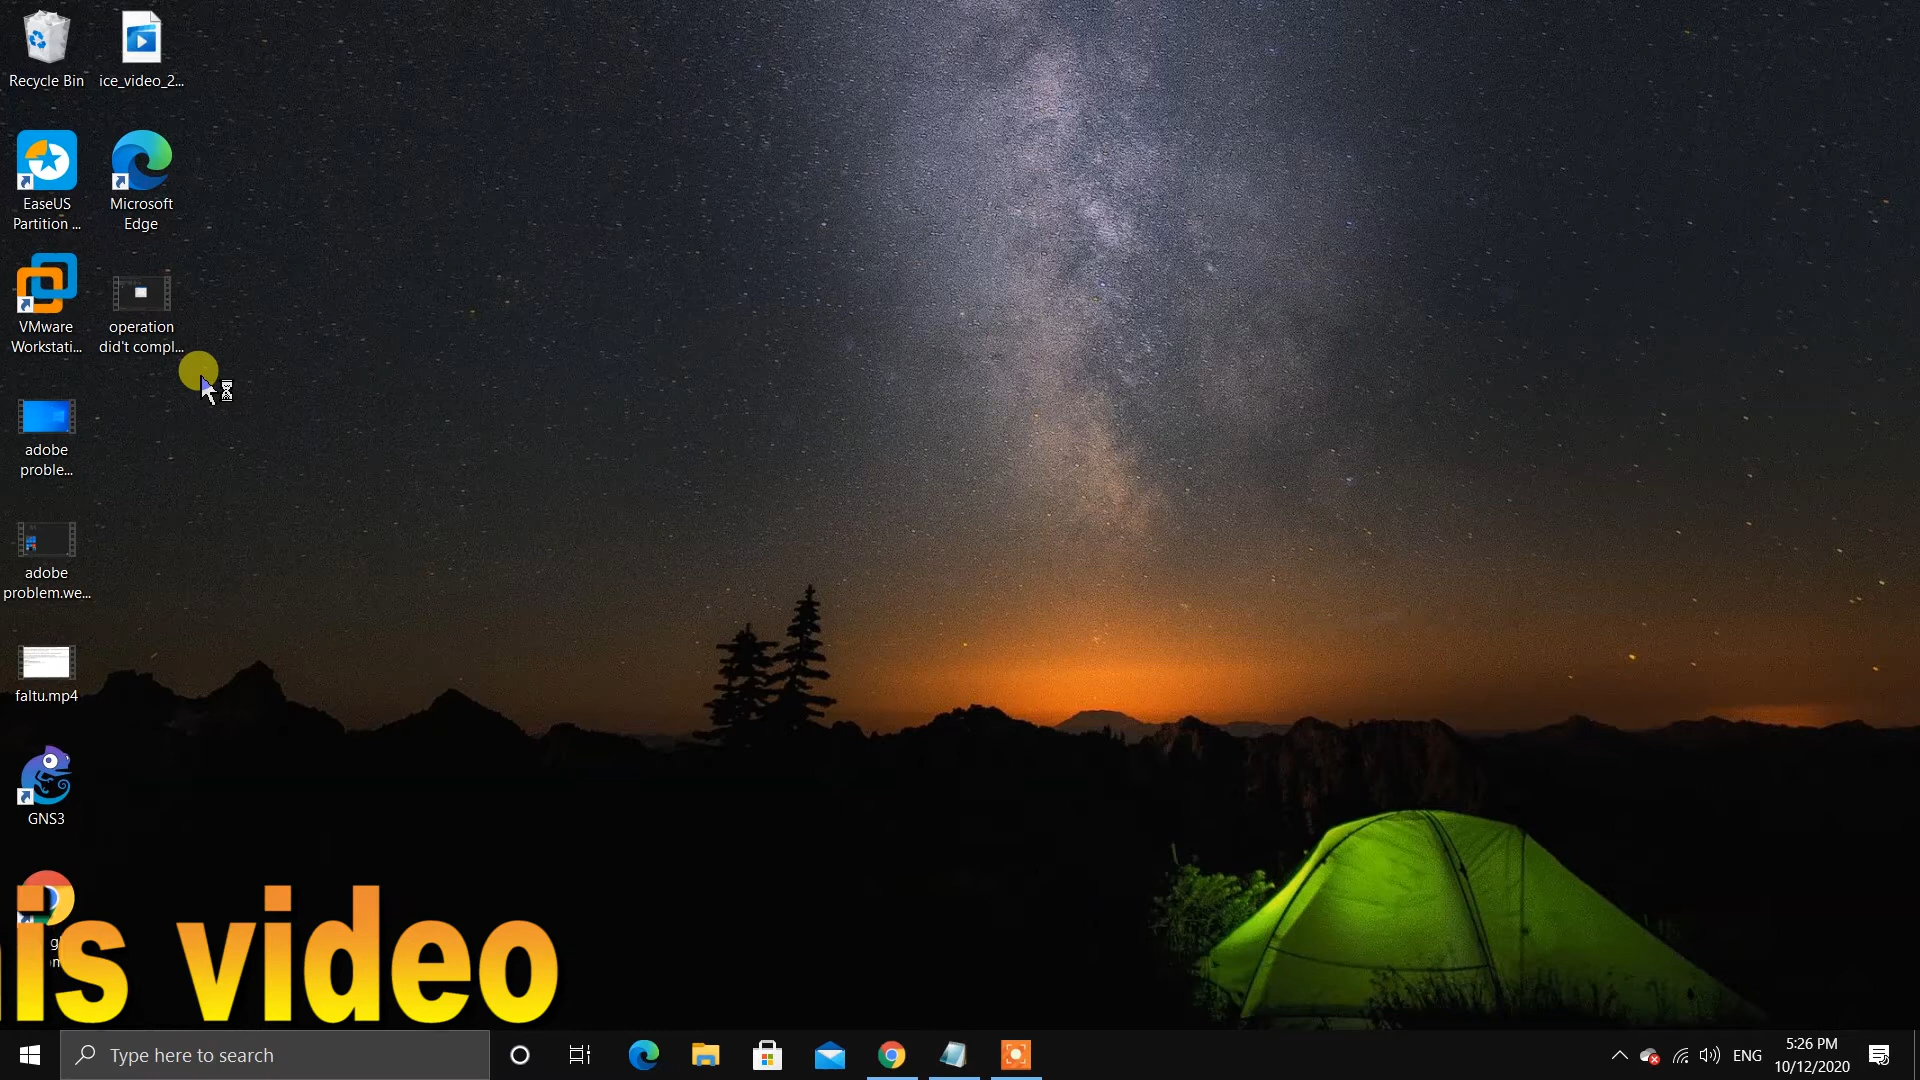 Recycle Bin
ice_video_2...
EaseUS
Partition ...
Microsoft
Edge
VMware
Workstati...
operation
did't compl...
adobe
proble...
adobe
problem.we...
faltu.mp4
GNS3
is video
Type here to search
ENG
5:26 PM
10/12/2020